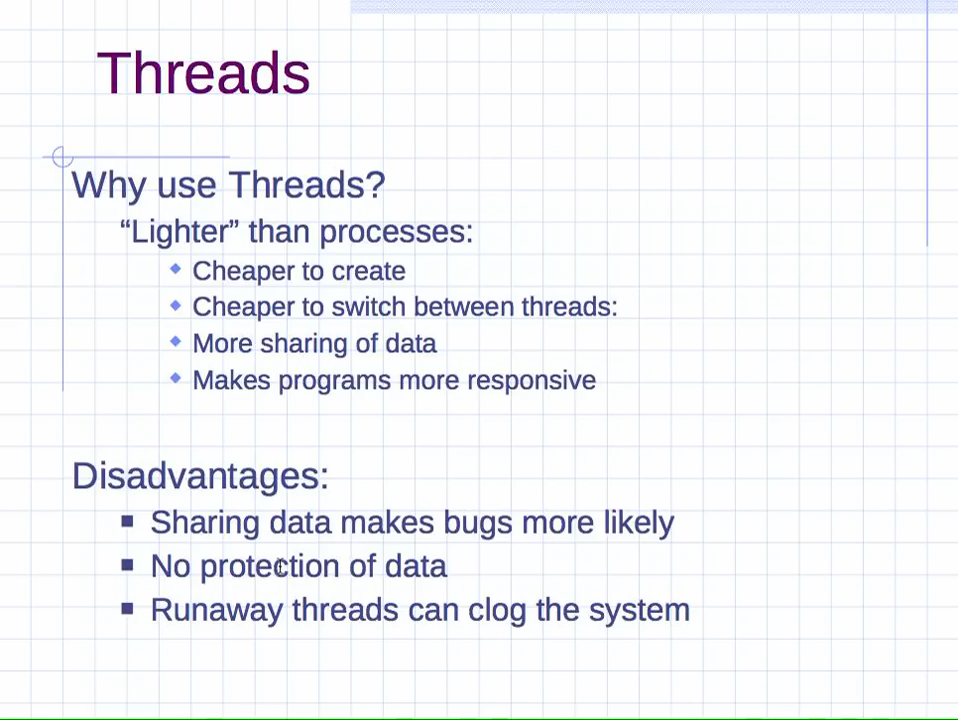 Threads
Why use Threads?
“Lighter” than processes:
Cheaper to create
Cheaper to switch between threads:
More sharing of data
Makes programs more responsive
Disadvantages:
Sharing data makes bugs more likely
No protection of data
Runaway threads can clog the system